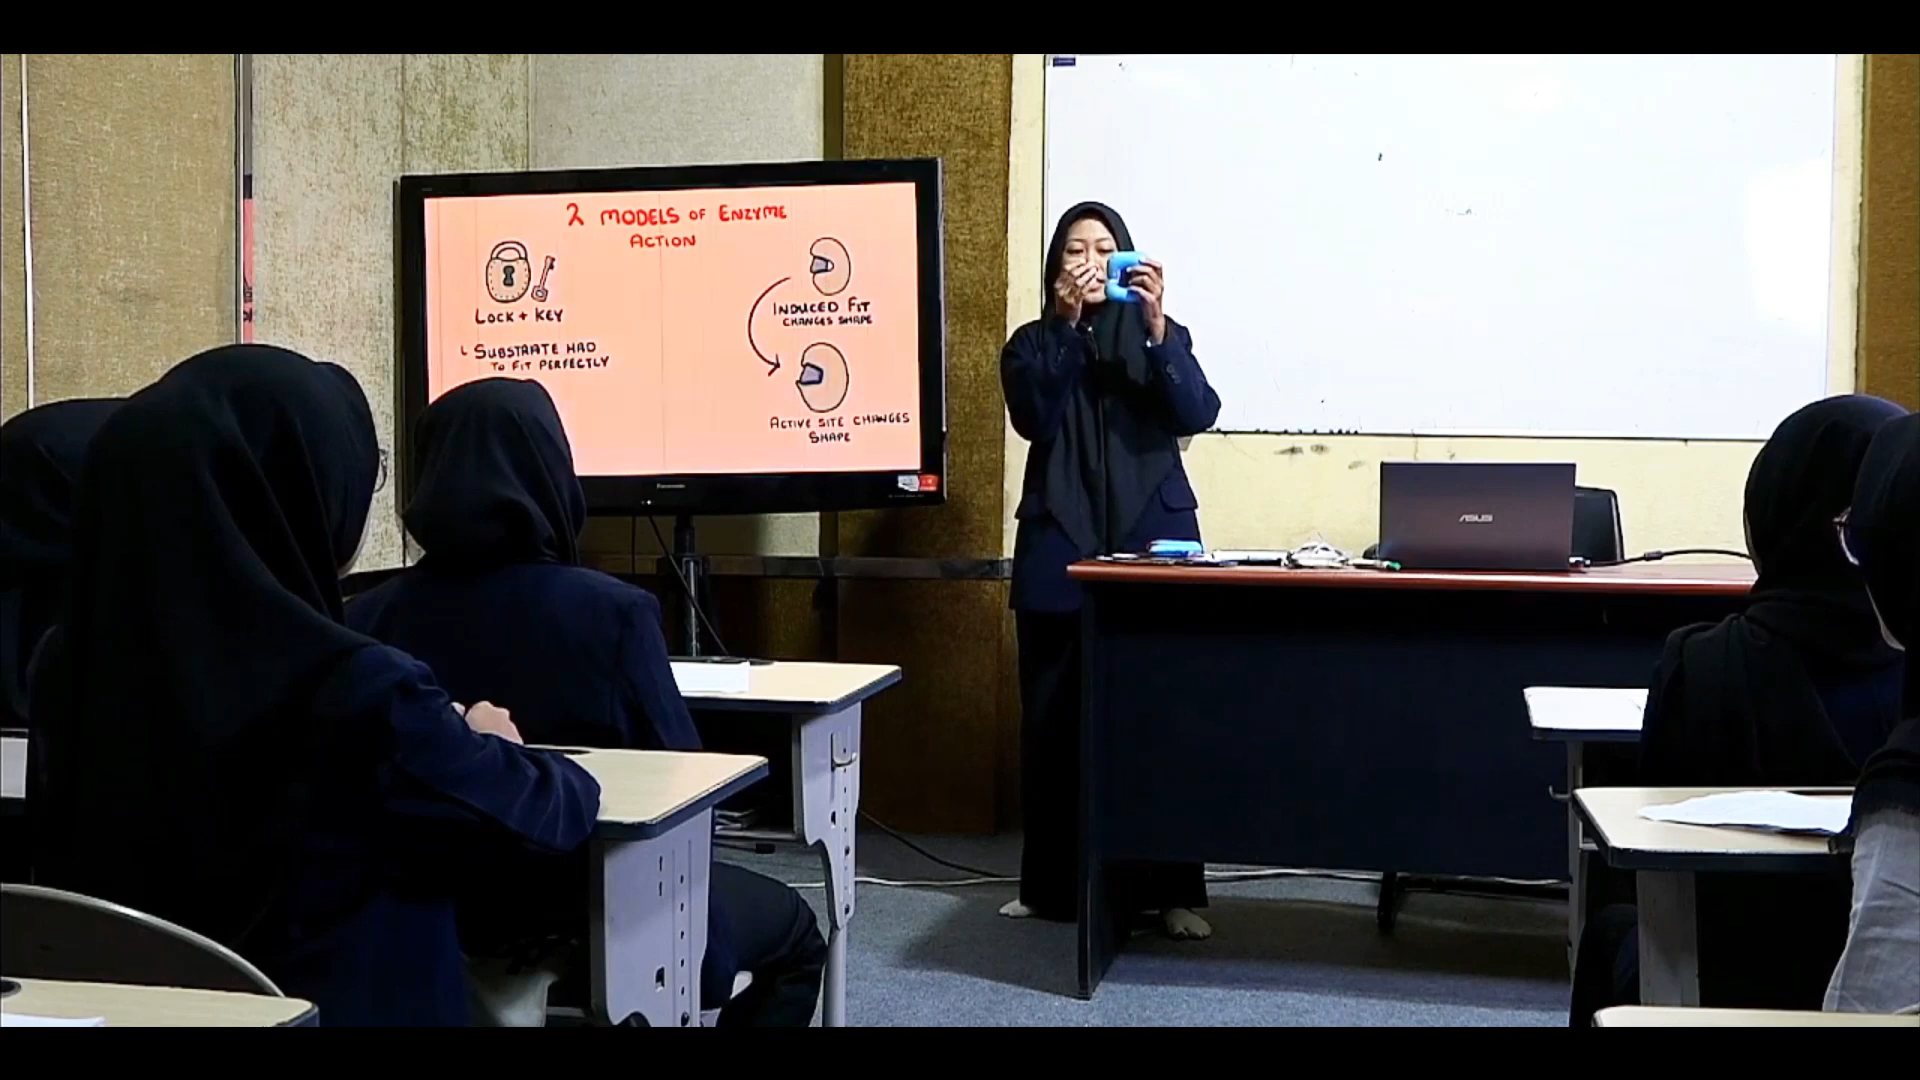 2 MODELS OF ENZYME
ACTION
LOCK + KEY
SUBSTRATE HAD
TO FIT PERFECTLY
INDUCED FIT
CHANGES SHAPE
ACTIVE SITE CHANGES
SHAPE
Panasonic
ASUS